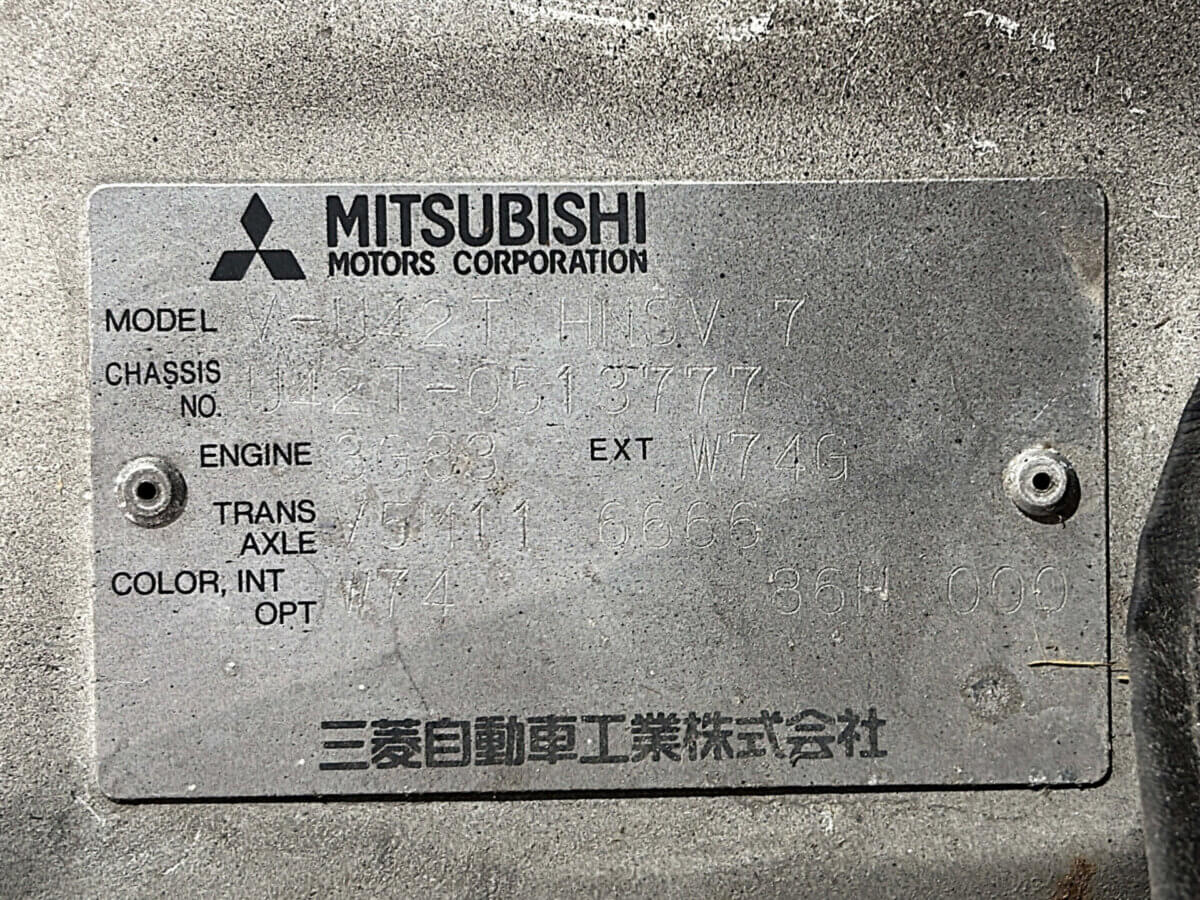 MITSUBISHI
MOTORS CORPORATION
MODEL V-U42T HNSV 7
CHASSIS NO. U42T-0513777
ENGINE 3G83 EXT W74G
TRANS AXLE V5M11 6666
COLOR, INT OPT W74 36H 000
三菱自動車工業株式会社